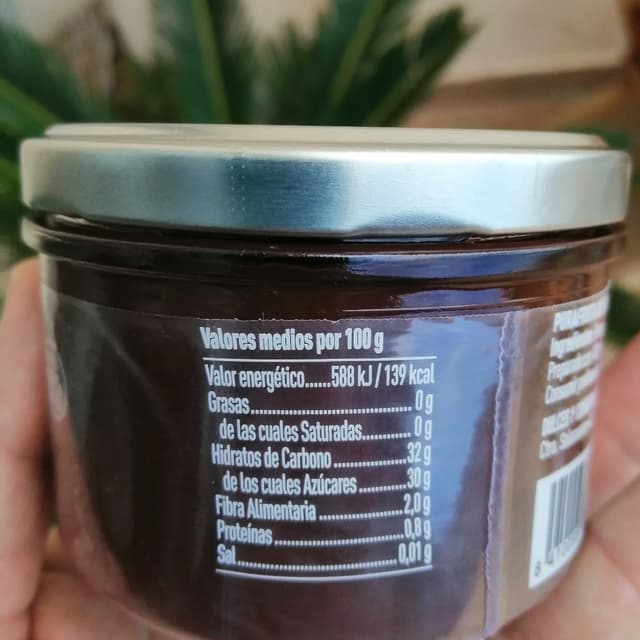 Valores medios por 100 g
Valor energético......588 kJ / 139 kcal
Grasas.................................... 0 g
de las cuales Saturadas........... 0 g
Hidratos de Carbono ................32 g
de los cuales Azúcares............30 g
Fibra Alimentaria ....................2,0 g
Proteínas................................0,8 g
Sal........................................0,01 g